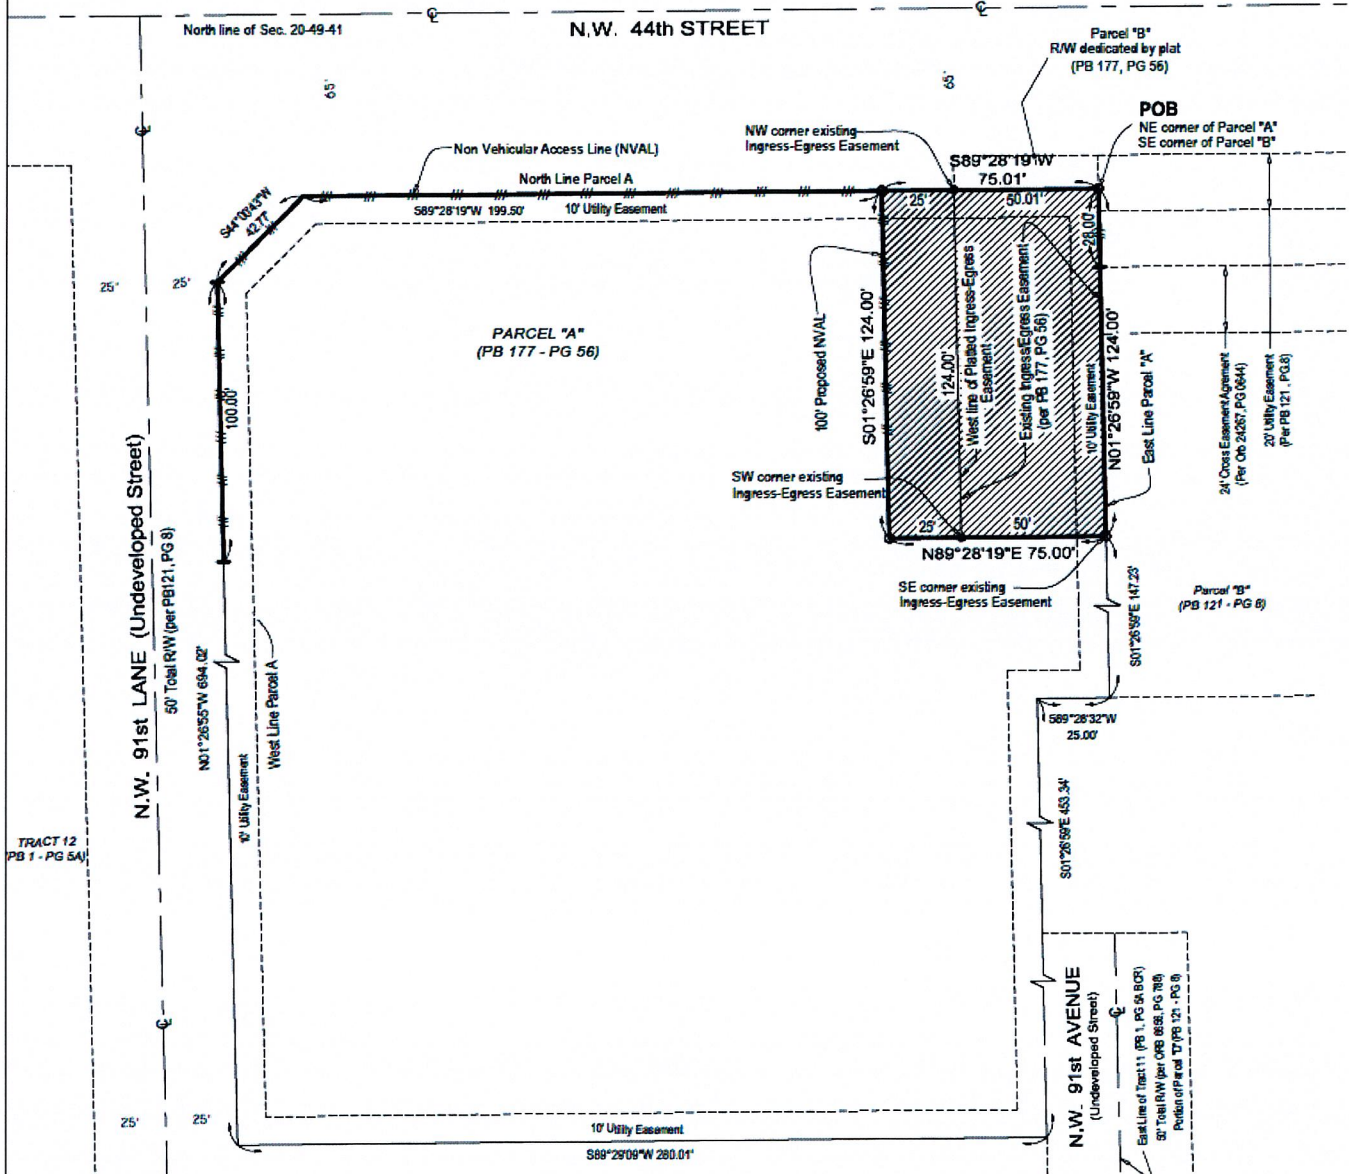 ℄
℄
North line of Sec. 20-49-41
N.W. 44th STREET
Parcel "B"
R/W dedicated by plat
(PB 177, PG 56)
65'
65'
POB
NE corner of Parcel "A"
SE corner of Parcel "B"
NW corner existing
Ingress-Egress Easement
℄
Non Vehicular Access Line (NVAL)
S89°28'19"W
75.01'
North Line Parcel A
S89°28'19"W 199.50'
10' Utility Easement
25'
50.01'
28.00'
42.77'
25'
25'
PARCEL "A"
(PB 177 - PG 56)
100' Proposed NVAL
S01°26'59"E 124.00'
124.00'
West line of Platted Ingress-Egress
Easement
Existing Ingress/Egress Easement
(per PB 177, PG 56)
10' Utility Easement
N01°26'59"W 124.00'
East Line Parcel "A"
24' Cross Easement Agreement
(Per Orb 24267, PG 0644)
20' Utility Easement
(Per PB 121, PG.8)
100.00'
SW corner existing
Ingress-Egress Easement
25'
50'
N89°28'19"E 75.00'
SE corner existing
Ingress-Egress Easement
Parcel "B"
S01°26'59"E 147.23'
N.W. 91st LANE (Undeveloped Street)
50' Total R/W (per PB121, PG 8)
N01°26'55"W 694.02'
West Line Parcel A
10' Utility Easement
S89°26'32"W
25.00'
S01°26'59"E 453.34'
TRACT 12
PB 1 - PG 5A)
℄
N.W. 91st AVENUE
(Undeveloped Street)
℄
East Line of Tract 11 (PB 1, PG 5A BCR)
25'
25'
10' Utility Easement
S89°29'09"W 280.01'